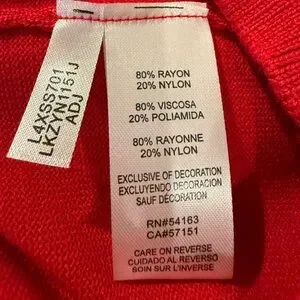 L4XSS701
LKZYN1151J
ADJ
80% RAYON
20% NYLON
80% VISCOSA
20% POLIAMIDA
80% RAYONNE
20% NYLON
EXCLUSIVE OF DECORATION
EXCLUYENDO DECORACION
SAUF DÉCORATION
RN#54163
CA#57151
CARE ON REVERSE
CUIDADO AL REVERSO
SOIN SUR L'INVERSE